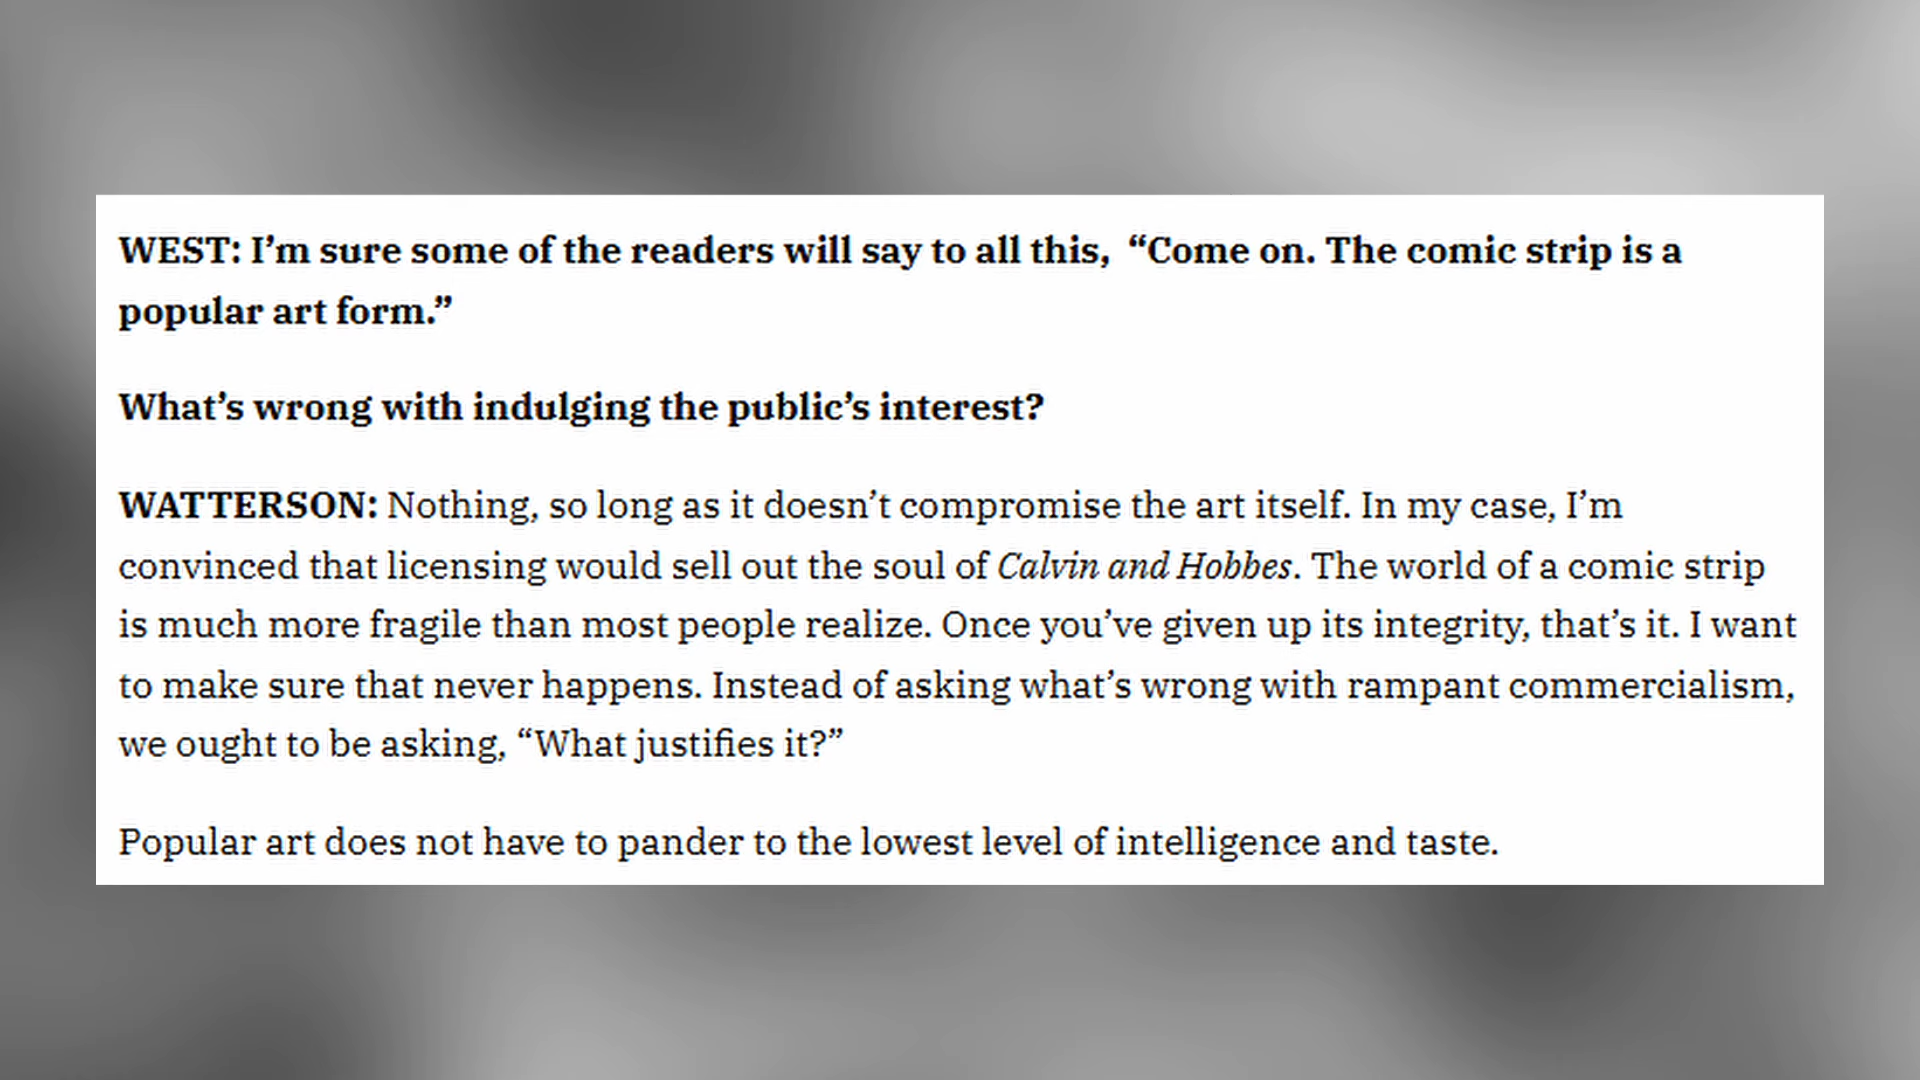 WEST: I’m sure some of the readers will say to all this,  “Come on. The comic strip is a
popular art form.”
What’s wrong with indulging the public’s interest?
WATTERSON: Nothing, so long as it doesn’t compromise the art itself. In my case, I’m
convinced that licensing would sell out the soul of Calvin and Hobbes. The world of a comic strip
is much more fragile than most people realize. Once you’ve given up its integrity, that’s it. I want
to make sure that never happens. Instead of asking what’s wrong with rampant commercialism,
we ought to be asking, “What justifies it?”
Popular art does not have to pander to the lowest level of intelligence and taste.